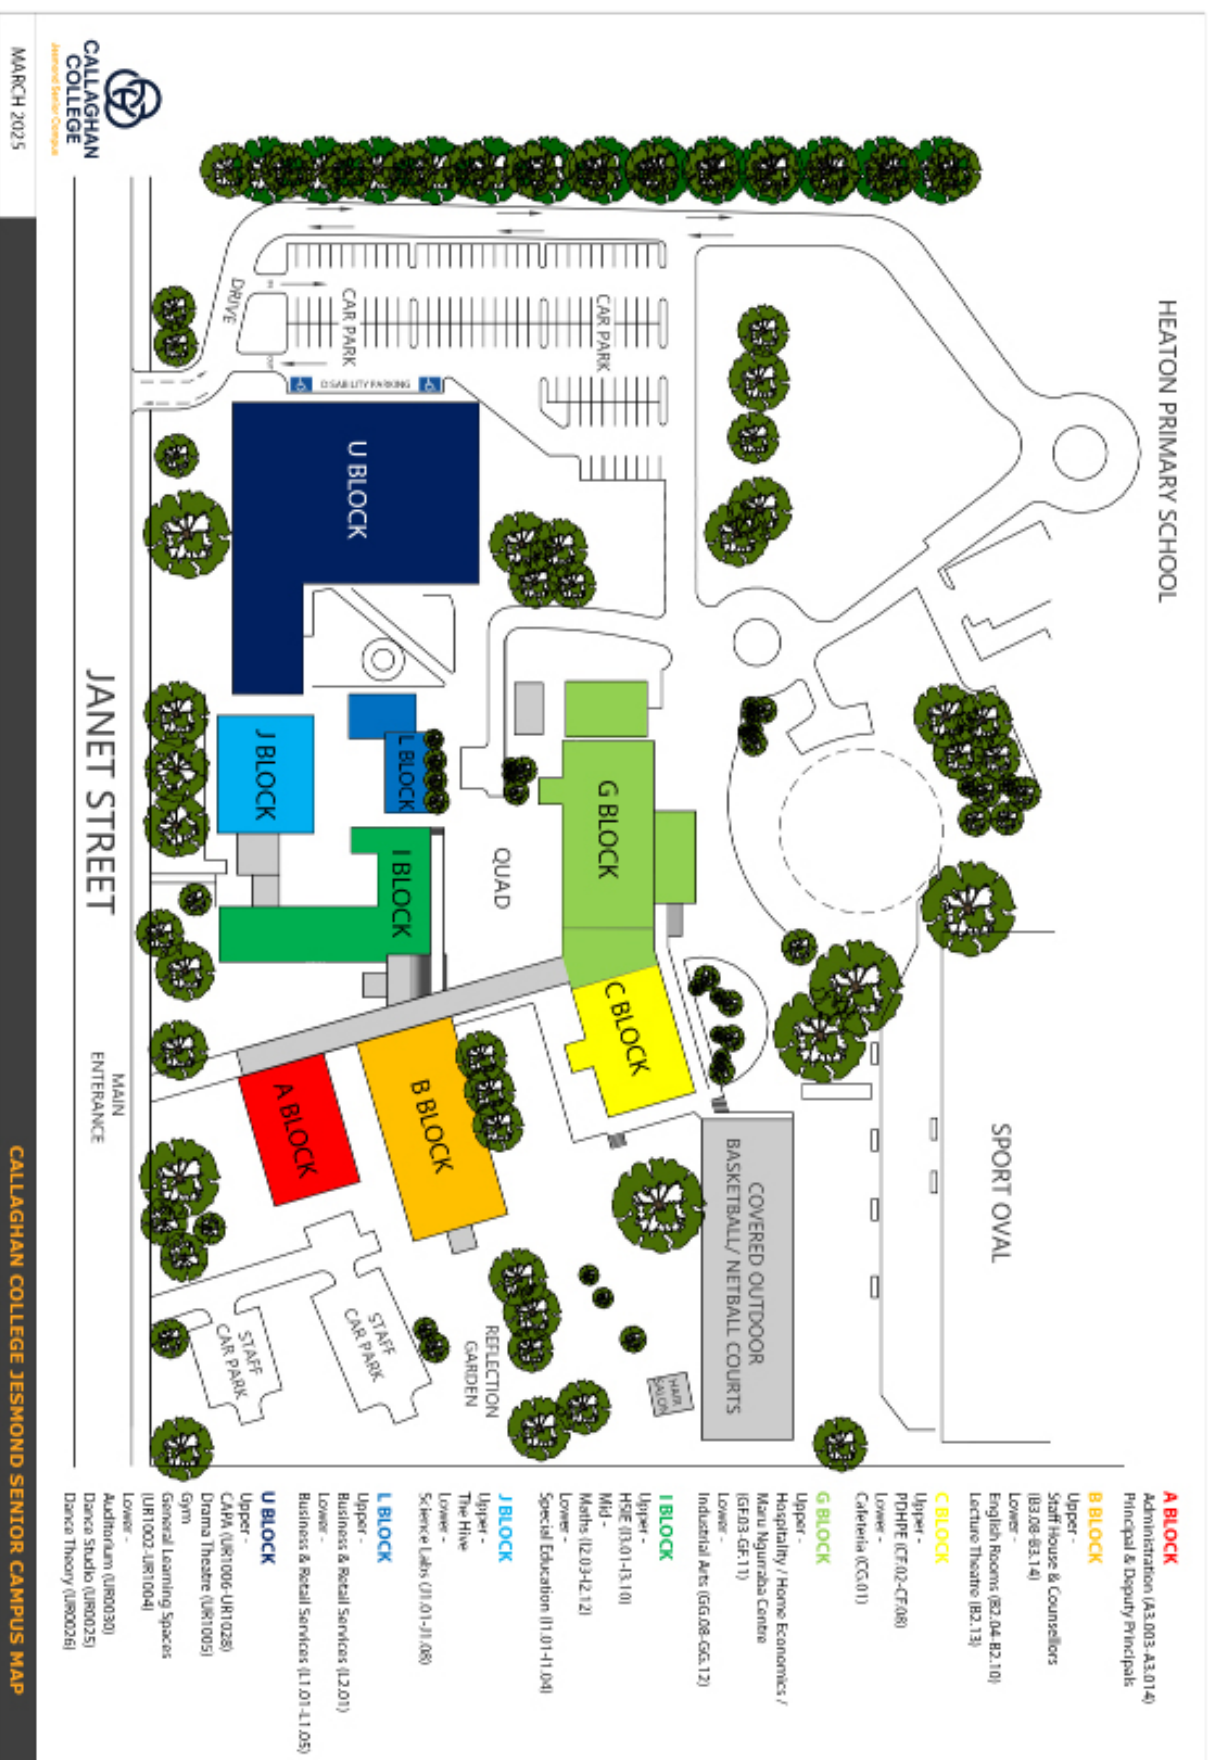 HEATON PRIMARY SCHOOL
CAR PARK
CAR PARK
DRIVE
DISABILITY PARKING
U BLOCK
J BLOCK
L BLOCK
I BLOCK
G BLOCK
QUAD
C BLOCK
B BLOCK
A BLOCK
SPORT OVAL
COVERED OUTDOOR
BASKETBALL/ NETBALL COURTS
HAIR
SALON
REFLECTION
GARDEN
STAFF
CAR PARK
STAFF
CAR PARK
MAIN
ENTERANCE
JANET STREET
A BLOCK
Administration (A3.003-A3.014)
Principal & Deputy Principals
B BLOCK
Upper -
Staff House & Counsellors
(B3.08-B3.14)
Lower -
English Rooms (B2.04-B2.10)
Lecture Theatre (B2.13)
C BLOCK
Upper -
PDHPE (CF.02-CF.08)
Lower -
Cafeteria (CG.01)
G BLOCK
Upper -
Hospitality / Home Economics /
Maru Ngurraba Centre
(GF.03-GF.11)
Lower -
Industrial Arts (GG.08-GG.12)
I BLOCK
Upper -
HSIE (I3.01-I3.10)
Mid -
Maths (I2.03-I2.12)
Lower -
Special Education (I1.01-I1.04)
J BLOCK
Upper -
The Hive
Lower -
Science Labs (J1.01-J1.08)
L BLOCK
Upper -
Business & Retail Services (L2.01)
Lower -
Business & Retail Services (L1.01-L1.05)
U BLOCK
Upper -
CAPA (UR1006-UR1028)
Drama Theatre (UR1005)
Gym
General Learning Spaces
(UR1002-UR1004)
Lower -
Auditorium (UR0030)
Dance Studio (UR0025)
Dance Theory (UR0026)
CALLAGHAN
COLLEGE
Jesmond Senior Campus
MARCH 2025
CALLAGHAN COLLEGE JESMOND SENIOR CAMPUS MAP